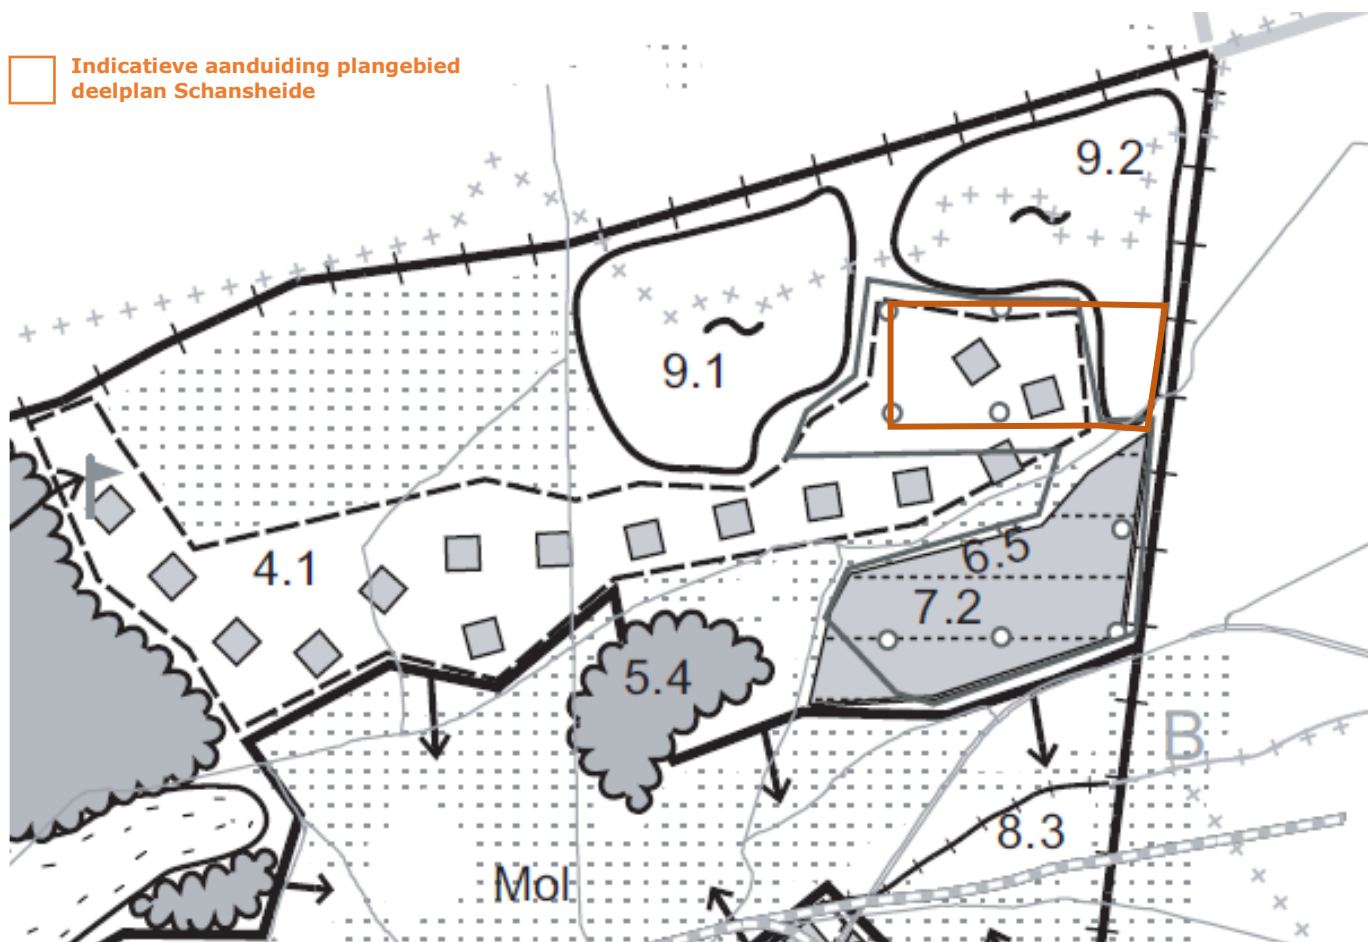 Indicatieve aanduiding plangebied
deelplan Schansheide
9.2
9.1
4.1
6.5
7.2
5.4
B
8.3
Mol